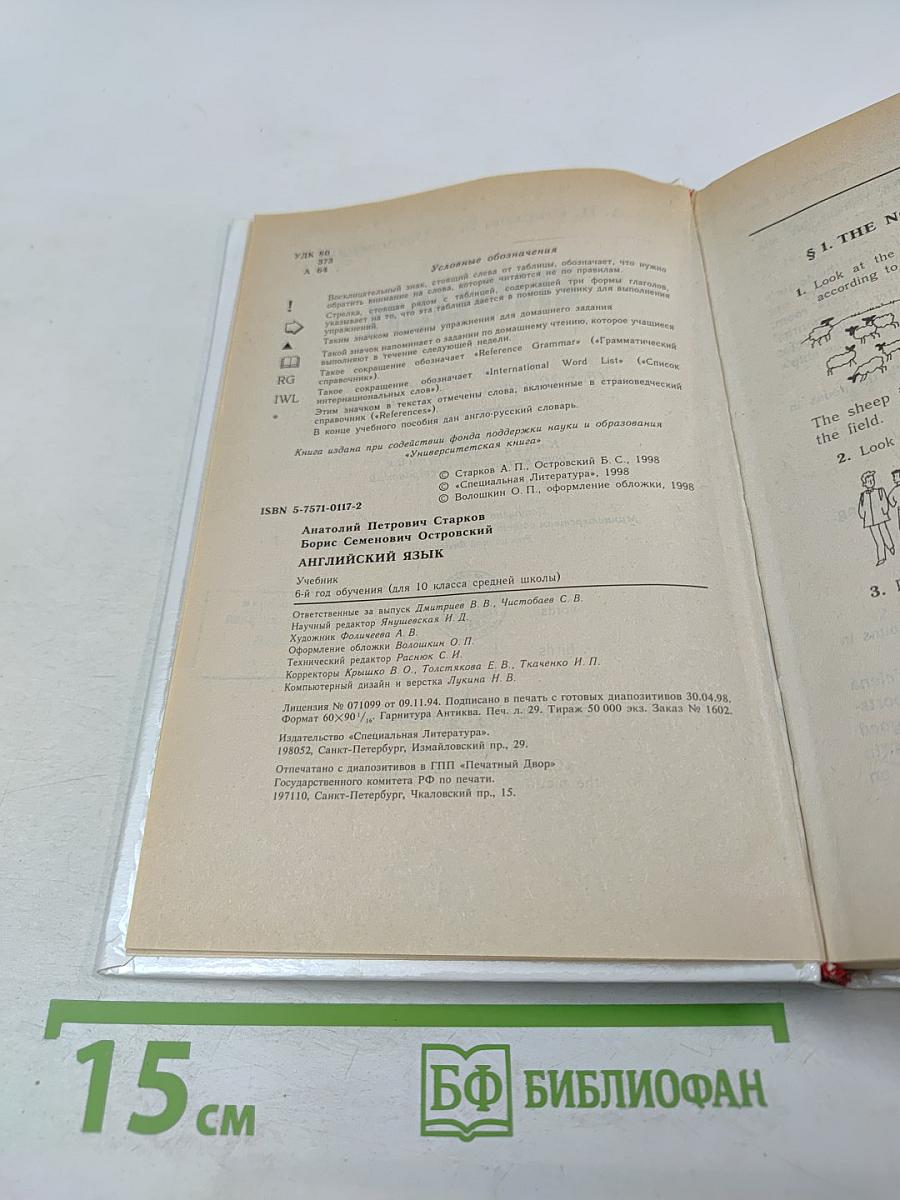 УДК 80
373
А 64
Условные обозначения
! Восклицательный знак, стоящий слева от таблицы, обозначает, что нужно
обратить внимание на слова, которые читаются не по правилам.
Стрелка, стоящая рядом с таблицей, содержащей три формы глаголов,
указывает на то, что эта таблица дается в помощь ученику для выполнения
упражнений.
Таким значком помечены упражнения для домашнего задания
Такой значок напоминает о задании по домашнему чтению, которое учащиеся
выполняют в течение следующей недели.
RG Такое сокращение обозначает «Reference Grammar» («Грамматический
справочник»).
IWL Такое сокращение обозначает «International Word List» («Список
интернациональных слов»).
* Этим значком в текстах отмечены слова, включенные в страноведческий
справочник («References»).
В конце учебного пособия дан англо-русский словарь.
Книга издана при содействии фонда поддержки науки и образования
«Университетская книга»
© Старков А. П., Островский Б. С., 1998
© «Специальная Литература», 1998
© Волошкин О. П., оформление обложки, 1998
ISBN 5-7571-0117-2
Анатолий Петрович Старков
Борис Семенович Островский
АНГЛИЙСКИЙ ЯЗЫК
Учебник
6-й год обучения (для 10 класса средней школы)
Ответственные за выпуск Дмитриев В. В., Чистобаев С. В.
Научный редактор Янушевская И. Д.
Художник Фоличеева А. В.
Оформление обложки Волошкин О. П.
Технический редактор Раснюк С. И.
Корректоры Крышко В. О., Толстякова Е. В., Ткаченко И. П.
Компьютерный дизайн и верстка Лукина Н. В.
Лицензия № 071099 от 09.11.94. Подписано в печать с готовых диапозитивов 30.04.98.
Формат 60×90 1/16. Гарнитура Антиква. Печ. л. 29. Тираж 50 000 экз. Заказ № 1602.
Издательство «Специальная Литература».
198052, Санкт-Петербург, Измайловский пр., 29.
Отпечатано с диапозитивов в ГПП «Печатный Двор»
Государственного комитета РФ по печати.
197110, Санкт-Петербург, Чкаловский пр., 15.
§ 1. THE
1. Look at the
according to
The sheep
the field.
2. Look
3.
15 см
БФ БИБЛИОФАН